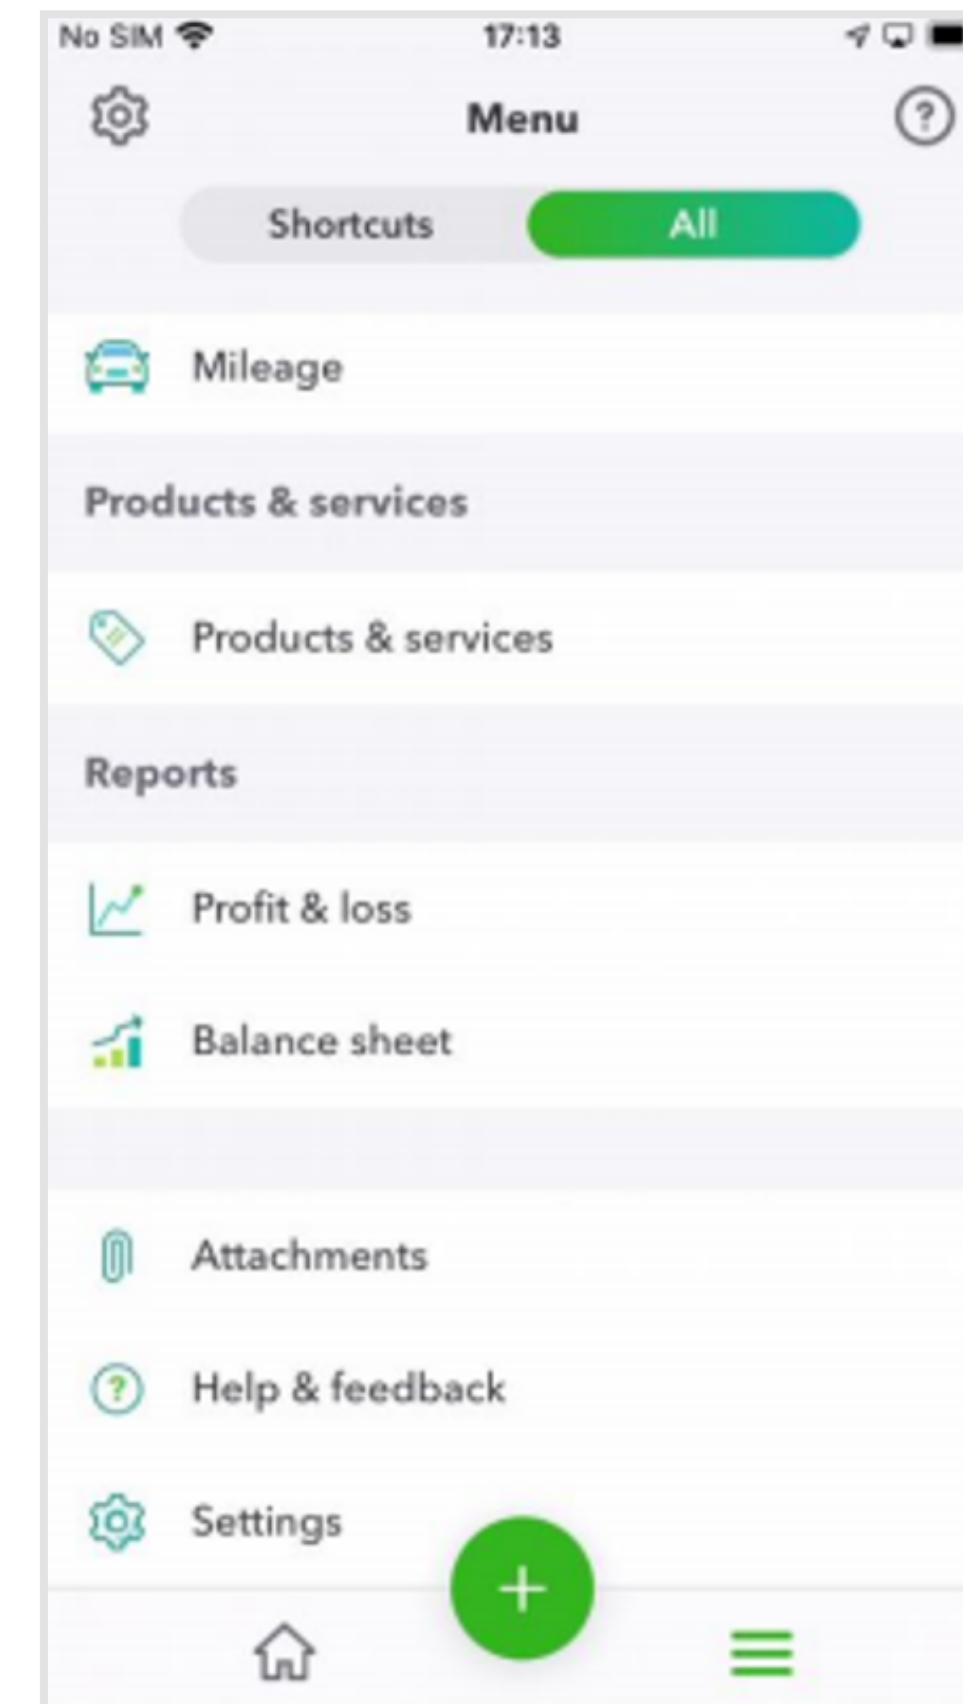 No SIM 17:13
Menu
Shortcuts All
Mileage
Products & services
Products & services
Reports
Profit & loss
Balance sheet
Attachments
Help & feedback
Settings